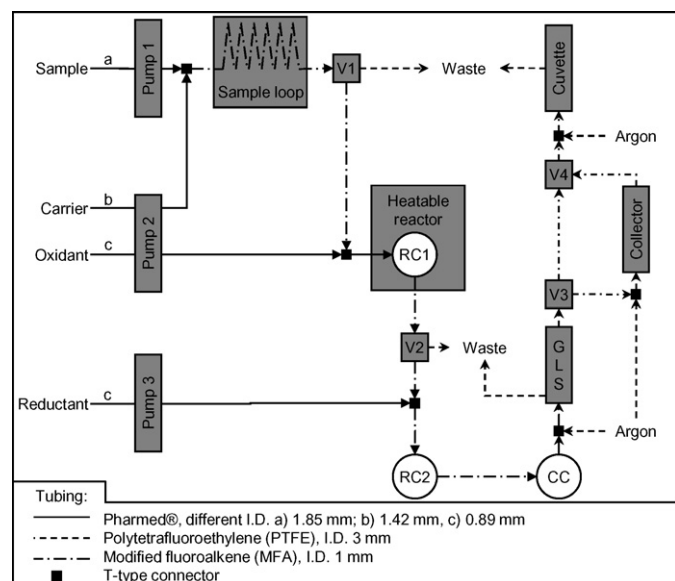 Sample
a
Pump 1
Sample loop
V1
Waste
Cuvette
Argon
V4
Carrier
b
Oxidant
c
Pump 2
Heatable
reactor
RC1
Collector
V3
V2
Waste
G
L
S
Reductant
c
Pump 3
Argon
RC2
CC
Tubing:
Pharmed®, different I.D. a) 1.85 mm; b) 1.42 mm, c) 0.89 mm
Polytetrafluoroethylene (PTFE), I.D. 3 mm
Modified fluoroalkene (MFA), I.D. 1 mm
T-type connector